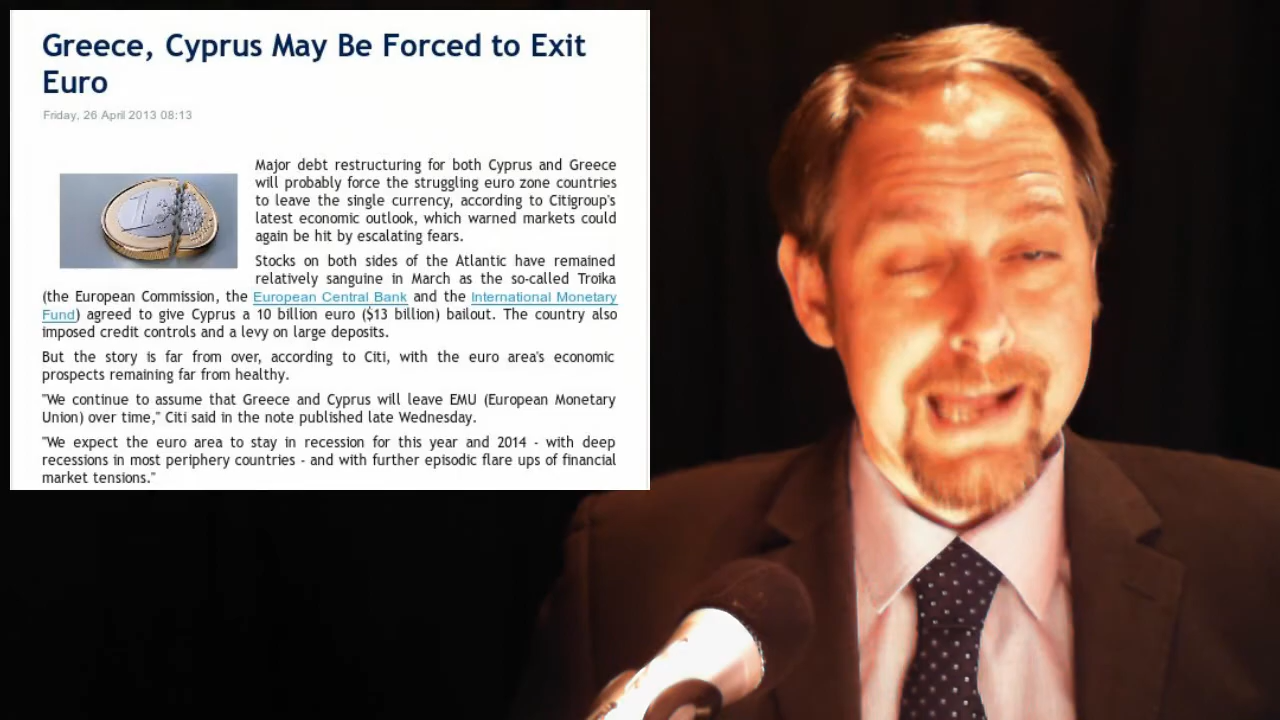 Greece, Cyprus May Be Forced to Exit
Euro
Friday, 26 April 2013 08:13
Major debt restructuring for both Cyprus and Greece
will probably force the struggling euro zone countries
to leave the single currency, according to Citigroup's
latest economic outlook, which warned markets could
again be hit by escalating fears.
Stocks on both sides of the Atlantic have remained
relatively sanguine in March as the so-called Troika
(the European Commission, the European Central Bank and the International Monetary
Fund) agreed to give Cyprus a 10 billion euro ($13 billion) bailout. The country also
imposed credit controls and a levy on large deposits.
But the story is far from over, according to Citi, with the euro area's economic
prospects remaining far from healthy.
"We continue to assume that Greece and Cyprus will leave EMU (European Monetary
Union) over time," Citi said in the note published late Wednesday.
"We expect the euro area to stay in recession for this year and 2014 - with deep
recessions in most periphery countries - and with further episodic flare ups of financial
market tensions."